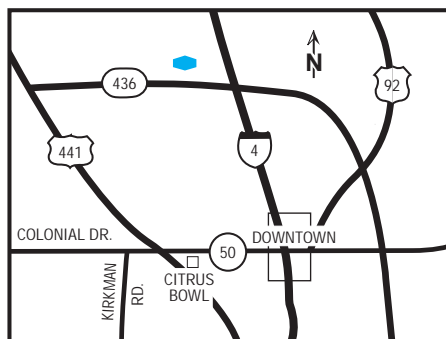 N
436
92
441
4
COLONIAL DR.
50
DOWNTOWN
KIRKMAN
RD.
CITRUS
BOWL